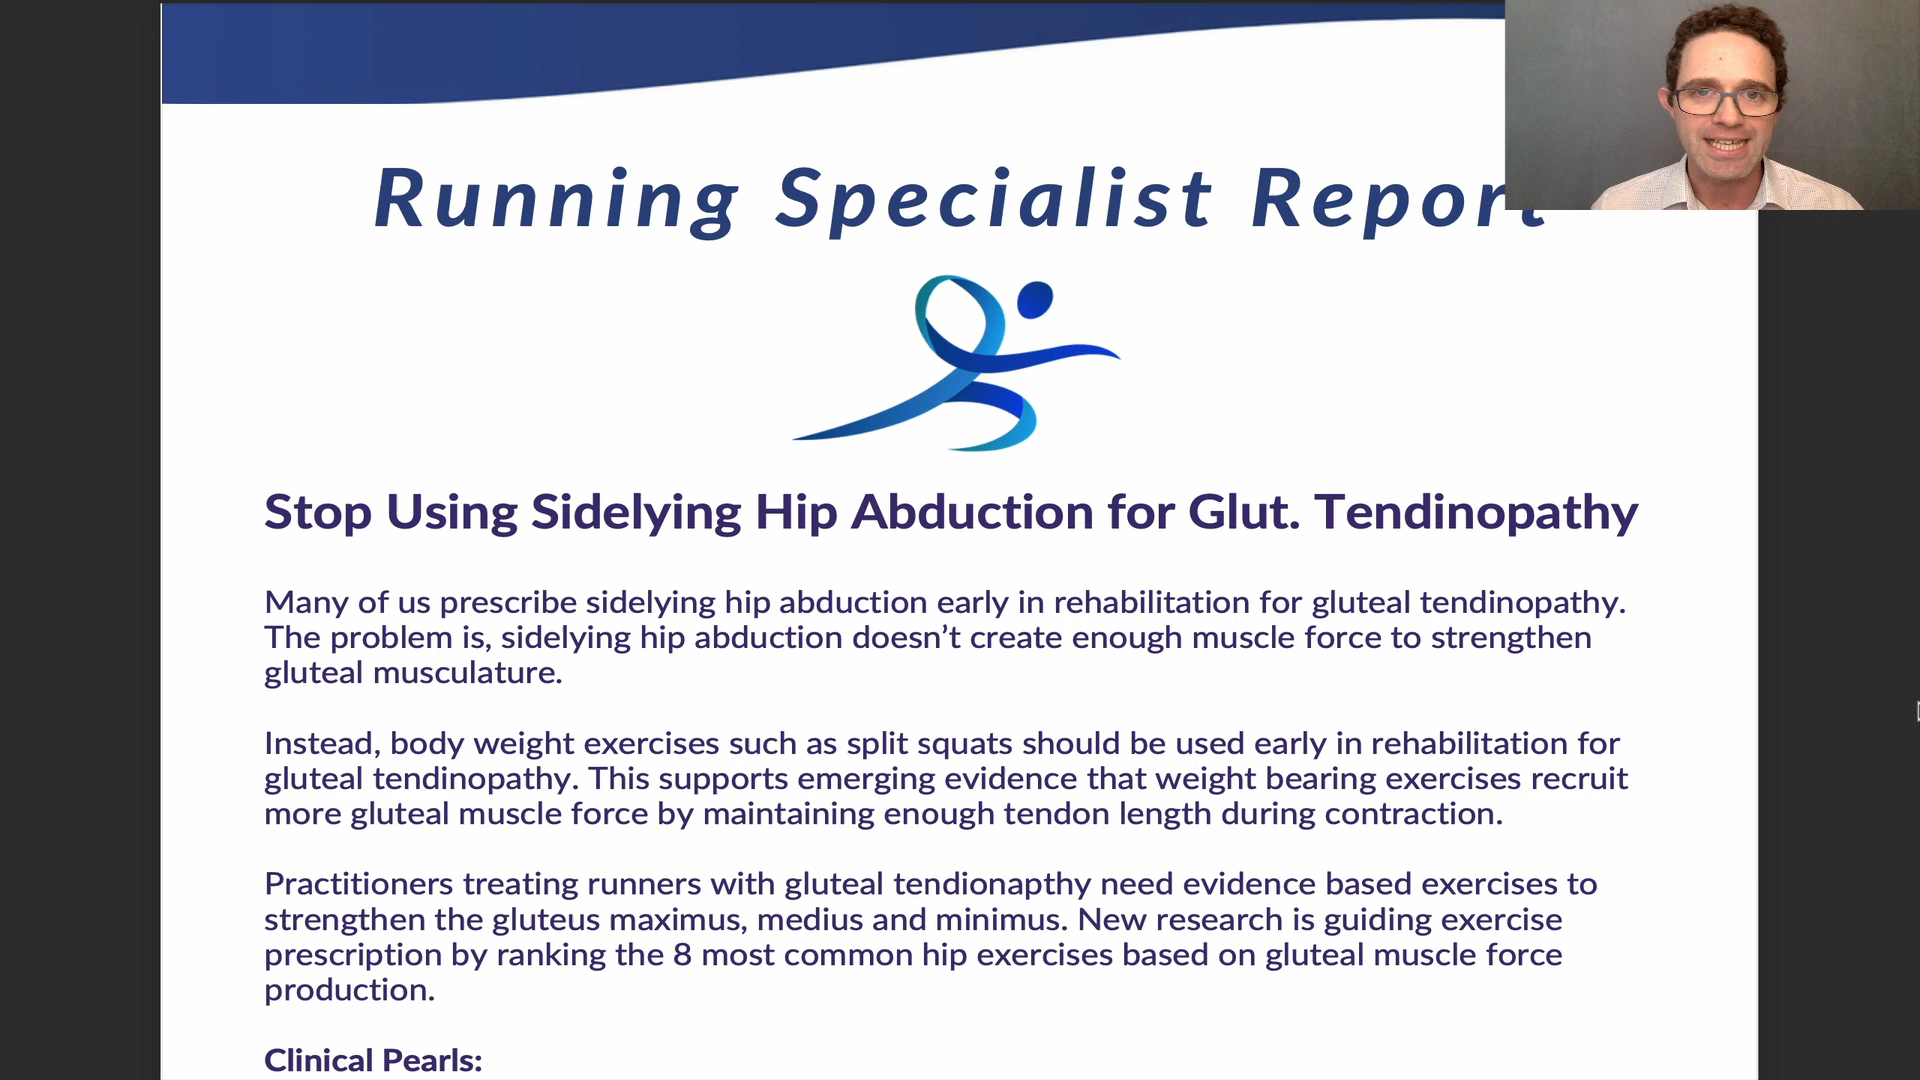 Running Specialist Report
Stop Using Sidelying Hip Abduction for Glut. Tendinopathy
Many of us prescribe sidelying hip abduction early in rehabilitation for gluteal tendinopathy.
The problem is, sidelying hip abduction doesn’t create enough muscle force to strengthen
gluteal musculature.
Instead, body weight exercises such as split squats should be used early in rehabilitation for
gluteal tendinopathy. This supports emerging evidence that weight bearing exercises recruit
more gluteal muscle force by maintaining enough tendon length during contraction.
Practitioners treating runners with gluteal tendionapthy need evidence based exercises to
strengthen the gluteus maximus, medius and minimus. New research is guiding exercise
prescription by ranking the 8 most common hip exercises based on gluteal muscle force
production.
Clinical Pearls: